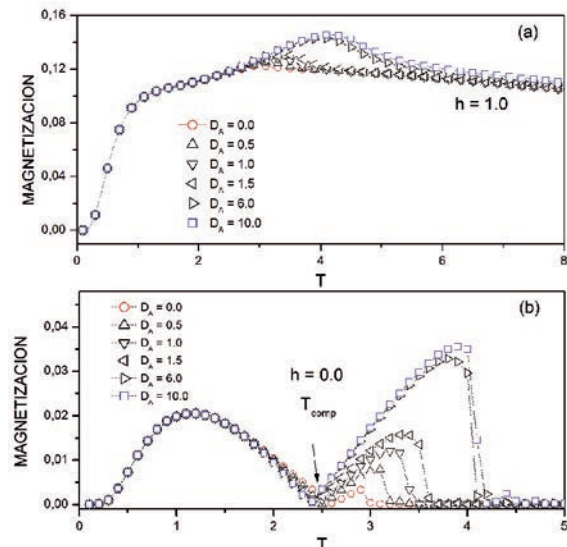 (a)
0,16
0,12
0,08
0,04
0,00
MAGNETIZACION
h = 1.0
D_A = 0.0
D_A = 0.5
D_A = 1.0
D_A = 1.5
D_A = 6.0
D_A = 10.0
0 2 4 6 8
T
(b)
0,05
0,04
0,03
0,02
0,01
0,00
MAGNETIZACION
D_A = 0.0
D_A = 0.5
D_A = 1.0
D_A = 1.5
D_A = 6.0
D_A = 10.0
h = 0.0
T_comp
0 1 2 3 4 5
T